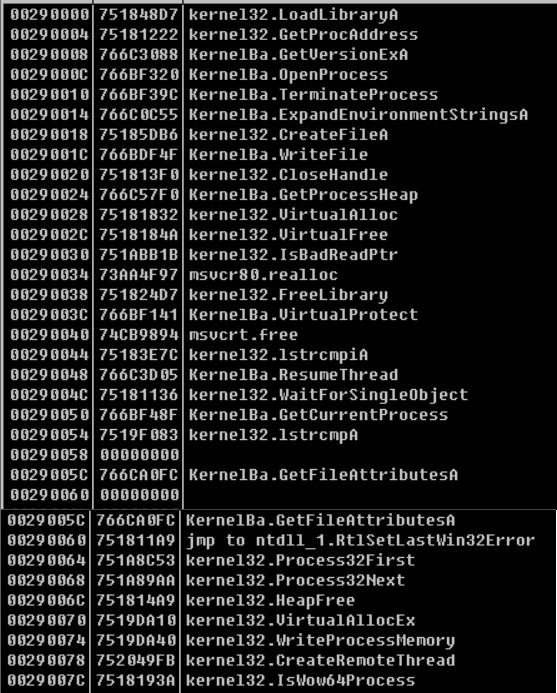 00290000 751848D7 kernel32.LoadLibraryA
00290004 75181222 kernel32.GetProcAddress
00290008 766C3088 KernelBa.GetVersionExA
0029000C 766BF320 KernelBa.OpenProcess
00290010 766BF39C KernelBa.TerminateProcess
00290014 766C0C55 KernelBa.ExpandEnvironmentStringsA
00290018 75185DB6 kernel32.CreateFileA
0029001C 766BDF4F KernelBa.WriteFile
00290020 751813F0 kernel32.CloseHandle
00290024 766C57F0 KernelBa.GetProcessHeap
00290028 75181832 kernel32.VirtualAlloc
0029002C 7518184A kernel32.VirtualFree
00290030 751ABB1B kernel32.IsBadReadPtr
00290034 73AA4F97 msvcr80.realloc
00290038 751824D7 kernel32.FreeLibrary
0029003C 766BF141 KernelBa.VirtualProtect
00290040 74CB9894 msvcrt.free
00290044 75183E7C kernel32.lstrcmpiA
00290048 766C3D05 KernelBa.ResumeThread
0029004C 75181136 kernel32.WaitForSingleObject
00290050 766BF48F KernelBa.GetCurrentProcess
00290054 7519F083 kernel32.lstrcmpA
00290058 00000000
0029005C 766CA0FC KernelBa.GetFileAttributesA
00290060 00000000
0029005C 766CA0FC KernelBa.GetFileAttributesA
00290060 751811A9 jmp to ntdll_1.RtlSetLastWin32Error
00290064 751A8C53 kernel32.Process32First
00290068 751A89AA kernel32.Process32Next
0029006C 751814A9 kernel32.HeapFree
00290070 7519DA10 kernel32.VirtualAllocEx
00290074 7519DA40 kernel32.WriteProcessMemory
00290078 752049FB kernel32.CreateRemoteThread
0029007C 7518193A kernel32.IsWow64Process